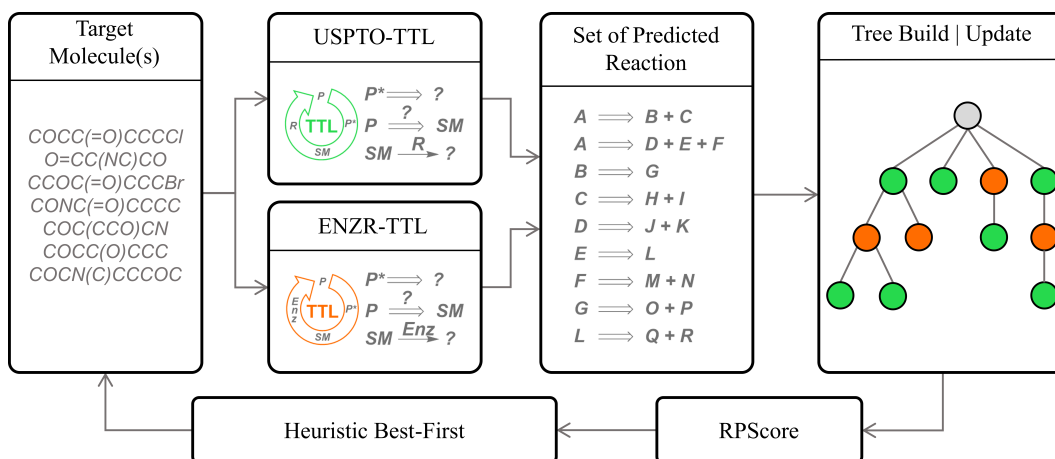 Target
Molecule(s)
COCC(=O)CCCCl
O=CC(NC)CO
CCOC(=O)CCCBr
CONC(=O)CCCC
COC(CCO)CN
COCC(O)CCC
COCN(C)CCCOC
USPTO-TTL
P
R
TTL
P*
SM
P* ⟹ ?
?
P ⟹ SM
R
SM → ?
ENZR-TTL
P
Enz
TTL
P*
SM
P* ⟹ ?
?
P ⟹ SM
Enz
SM → ?
Set of Predicted
Reaction
A ⟹ B + C
A ⟹ D + E + F
B ⟹ G
C ⟹ H + I
D ⟹ J + K
E ⟹ L
F ⟹ M + N
G ⟹ O + P
L ⟹ Q + R
Tree Build | Update
Heuristic Best-First
RPScore